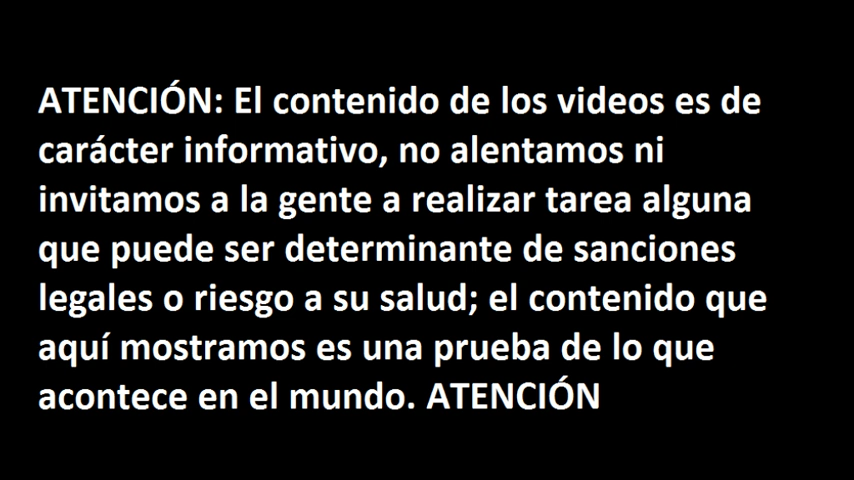 ATENCIÓN: El contenido de los videos es de
carácter informativo, no alentamos ni
invitamos a la gente a realizar tarea alguna
que puede ser determinante de sanciones
legales o riesgo a su salud; el contenido que
aquí mostramos es una prueba de lo que
acontece en el mundo. ATENCIÓN